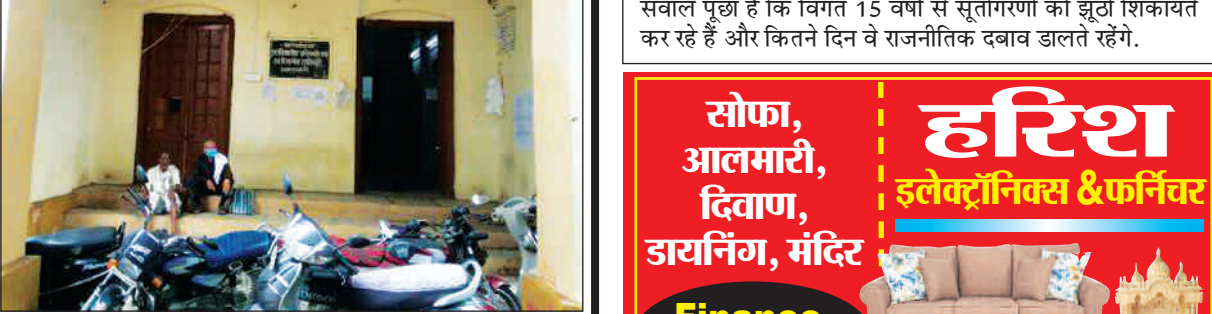 सवाल पूछा है कि विगत 15 वर्षों से सूतगिरणी की झूठी शिकायतें
कर रहे हैं और कितने दिन वे राजनीतिक दबाव डालते रहेंगे.
सोफा,
आलमारी,
दिवाण,
डायनिंग, मंदिर
Finance
हरिश
इलेक्ट्रॉनिक्स &फर्निचर